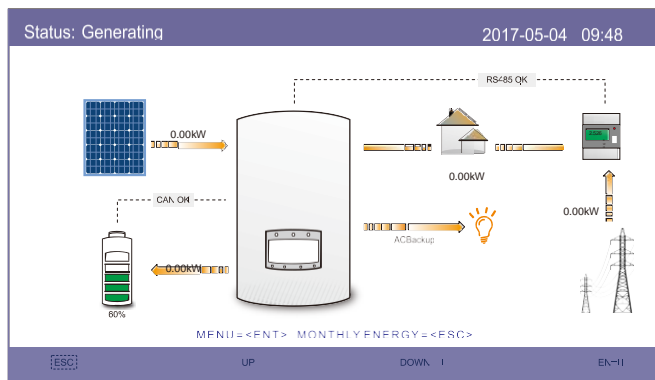 Status: Generating
2017-05-04 09:48
RS485 OK
0.00kW
0.00kW
CAN OK
0.00kW
ACBackup
0.00kW
60%
MENU=<ENT> MONTHLY ENERGY=<ESC>
ESC UP DOWN